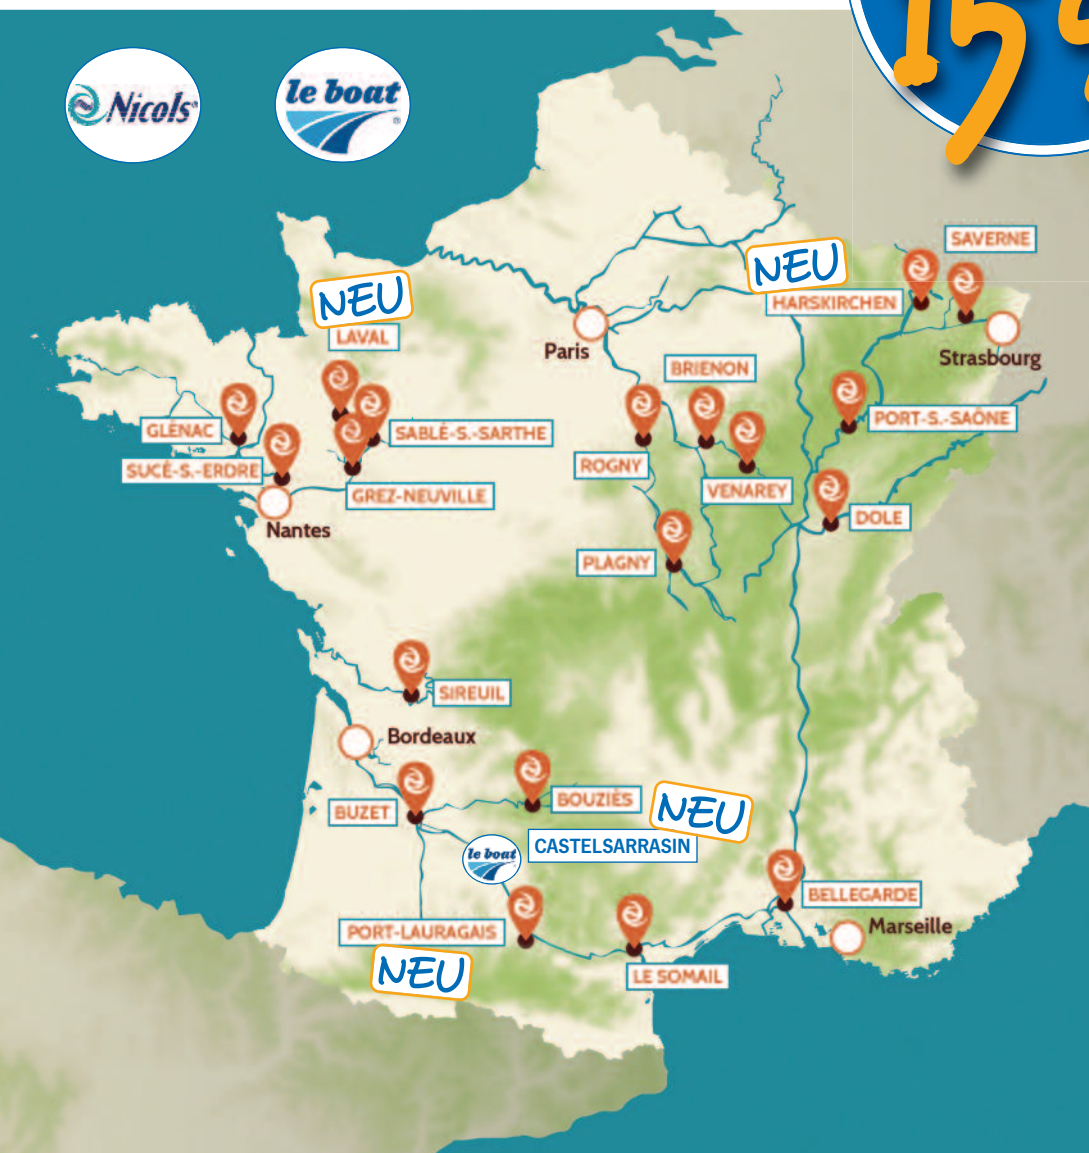 Nicols®
le boat
®
SAVERNE
NEU
HARSKIRCHEN
NEU
LAVAL
Paris
Strasbourg
BRIENON
GLÉNAC
SABLÉ-S.-SARTHE
PORT-S.-SAÔNE
SUCÉ-S.-ERDRE
ROGNY
GREZ-NEUVILLE
VENAREY
Nantes
DOLE
PLAGNY
SIREUIL
Bordeaux
BUZET
BOUZIÈS
NEU
le boat
CASTELSARRASIN
BELLEGARDE
PORT-LAURAGAIS
Marseille
NEU
LE SOMAIL